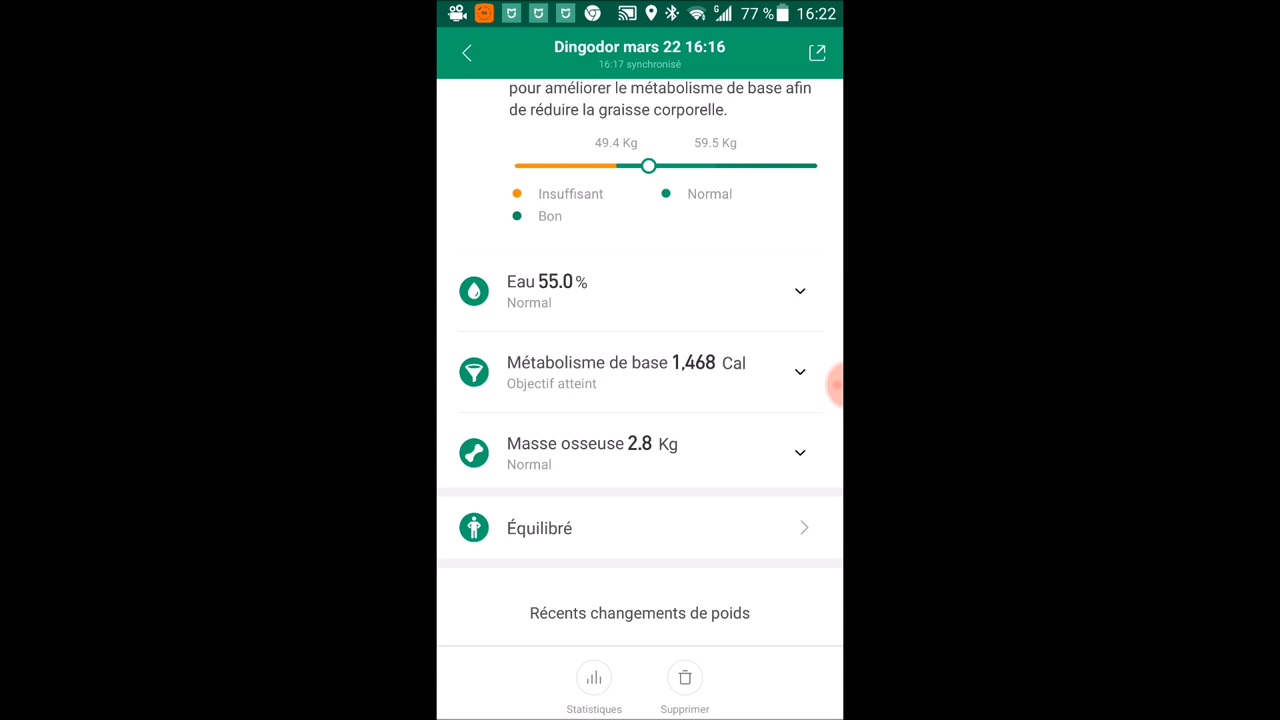 77 % 16:22
Dingodor mars 22 16:16
16:17 synchronisé
pour améliorer le métabolisme de base afin
de réduire la graisse corporelle.
49.4 Kg 59.5 Kg
Insuffisant Normal
Bon
Eau 55.0 %
Normal
Métabolisme de base 1,468 Cal
Objectif atteint
Masse osseuse 2.8 Kg
Normal
Équilibré
Récents changements de poids
Statistiques Supprimer